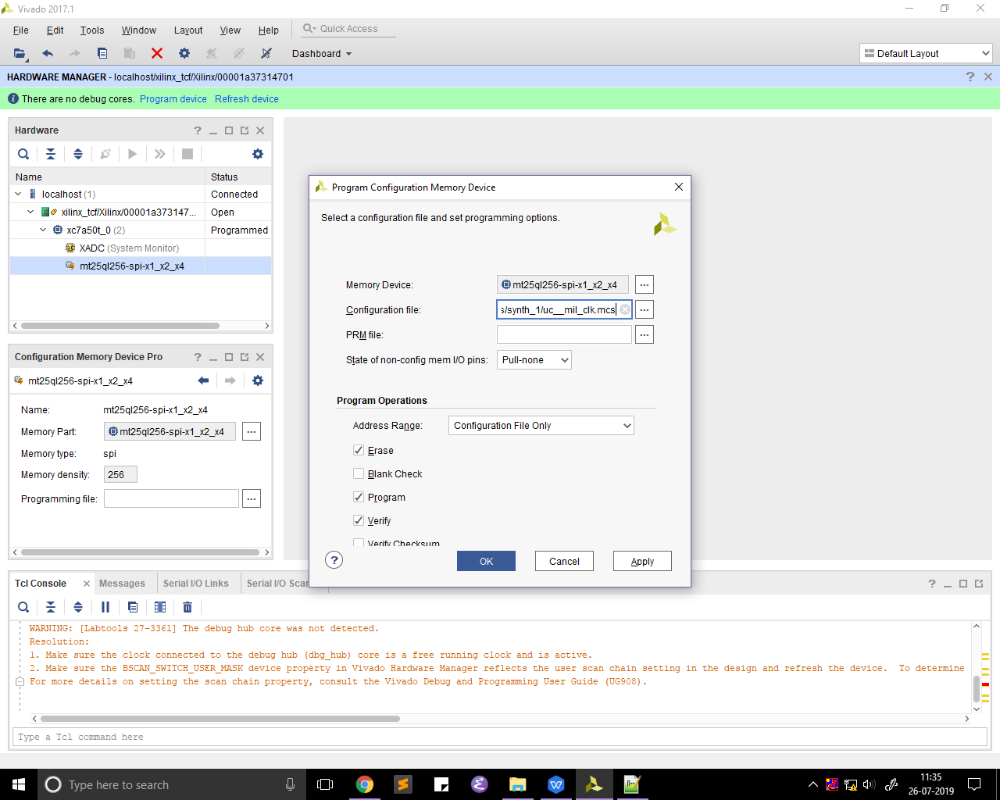 Vivado 2017.1
File Edit Tools Window Layout View Help Quick Access
Dashboard Default Layout
HARDWARE MANAGER - localhost/xilinx_tcf/Xilinx/00001a37314701
There are no debug cores. Program device Refresh device
Hardware
Name Status
localhost (1) Connected
xilinx_tcf/Xilinx/00001a373147... Open
xc7a50t_0 (2) Programmed
XADC (System Monitor)
mt25ql256-spi-x1_x2_x4
Configuration Memory Device Pro
mt25ql256-spi-x1_x2_x4
Name: mt25ql256-spi-x1_x2_x4
Memory Part: mt25ql256-spi-x1_x2_x4
Memory type: spi
Memory density: 256
Programming file:
Program Configuration Memory Device
Select a configuration file and set programming options.
Memory Device: mt25ql256-spi-x1_x2_x4
Configuration file: s/synth_1/uc__mil_clk.mcs
PRM file:
State of non-config mem I/O pins: Pull-none
Program Operations
Address Range: Configuration File Only
Erase
Blank Check
Program
Verify
Verify Checksum
OK Cancel Apply
Tcl Console Messages Serial I/O Links Serial I/O Scan
WARNING: [Labtools 27-3361] The debug hub core was not detected.
Resolution:
1. Make sure the clock connected to the debug hub (dbg_hub) core is a free running clock and is active.
2. Make sure the BSCAN_SWITCH_USER_MASK device property in Vivado Hardware Manager reflects the user scan chain setting in the design and refresh the device.  To determine
For more details on setting the scan chain property, consult the Vivado Debug and Programming User Guide (UG908).
Type a Tcl command here
Type here to search
11:35
26-07-2019